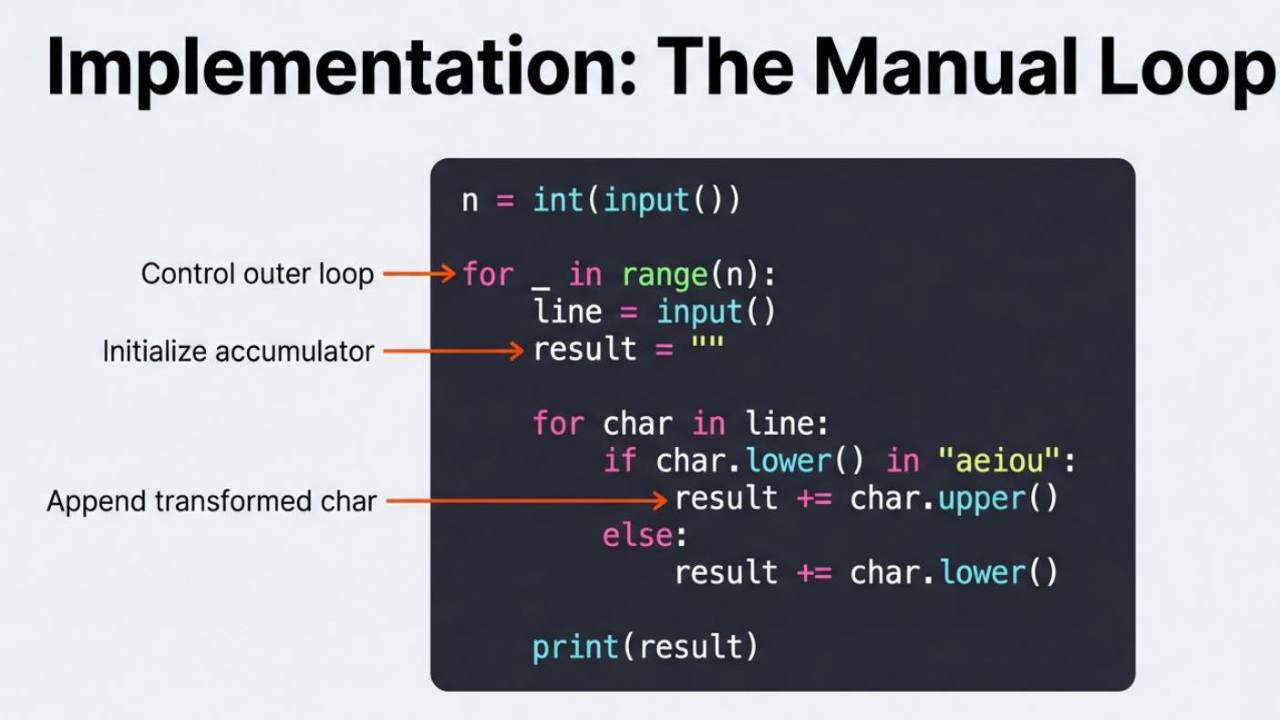 Implementation: The Manual Loop
n = int(input())
Control outer loop
for _ in range(n):
    line = input()
Initialize accumulator
    result = ""
    for char in line:
        if char.lower() in "aeiou":
Append transformed char
            result += char.upper()
        else:
            result += char.lower()
    print(result)